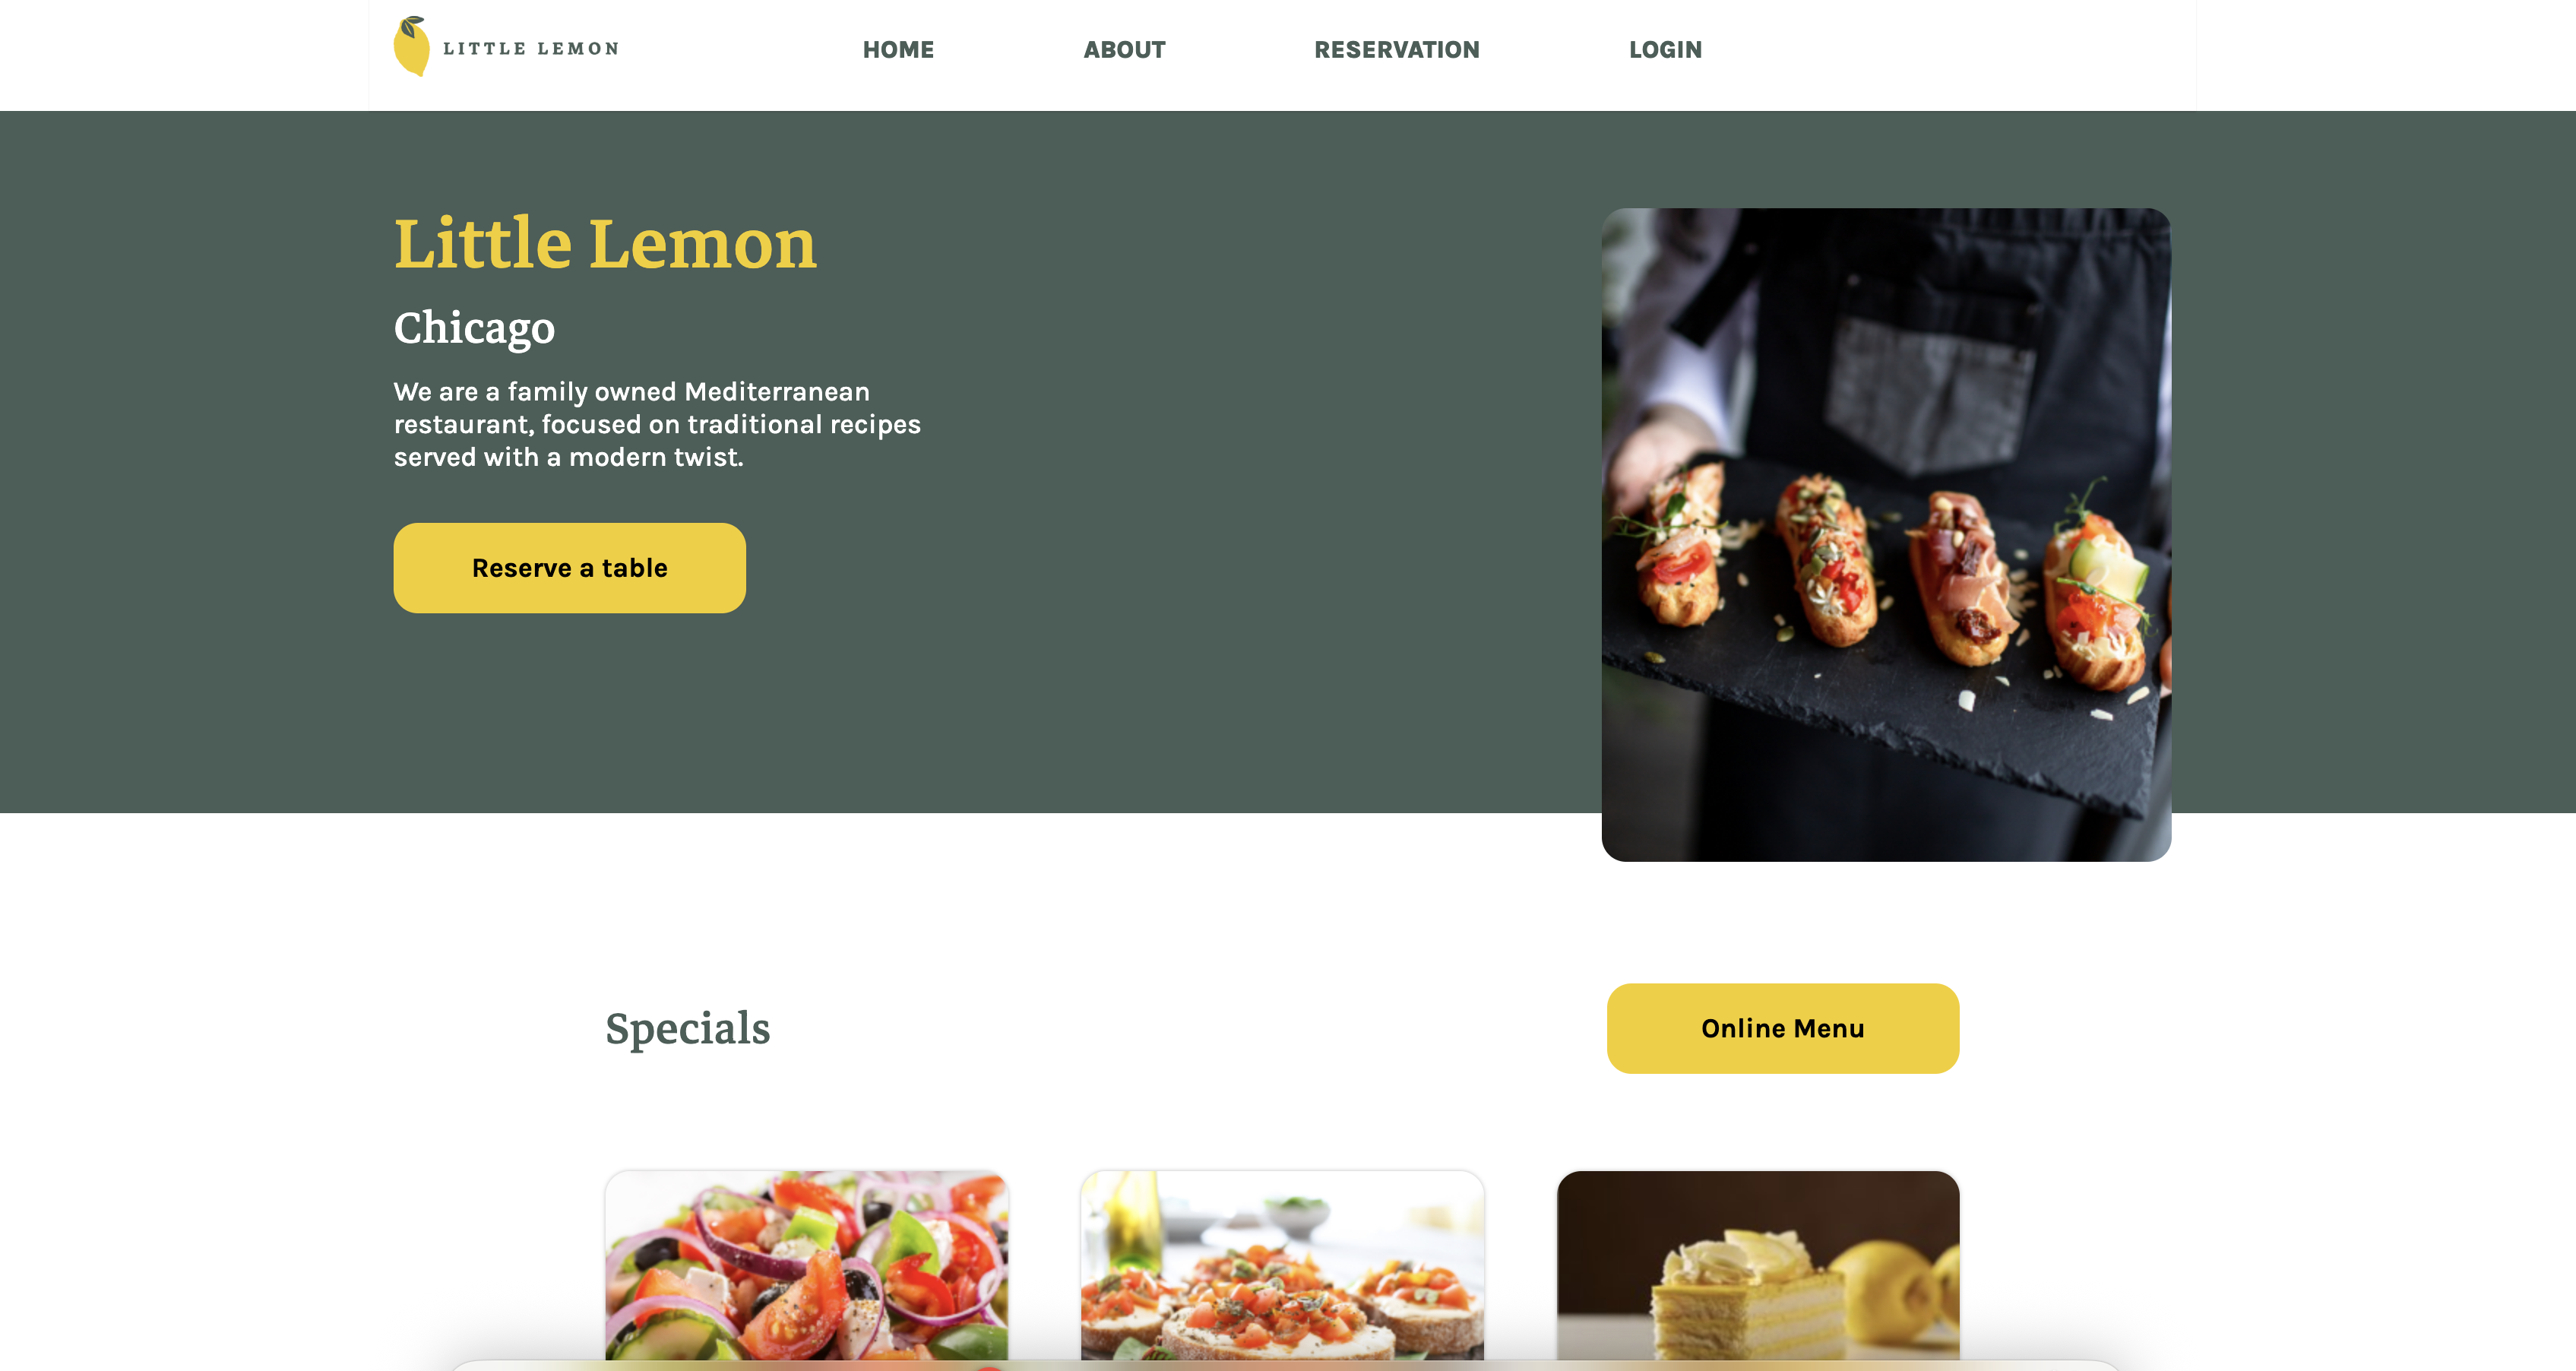 LITTLE LEMON
HOME
ABOUT
RESERVATION
LOGIN
Little Lemon
Chicago
We are a family owned Mediterranean
restaurant, focused on traditional recipes
served with a modern twist.
Reserve a table
Specials
Online Menu